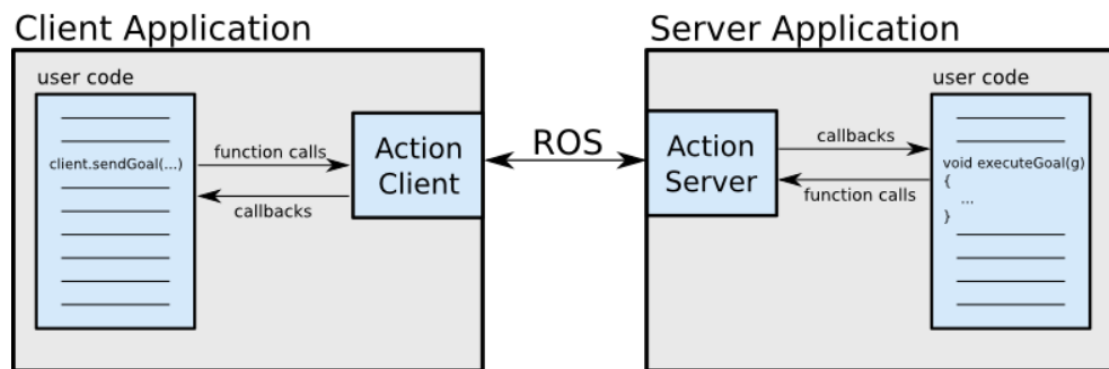 Client Application
user code
client.sendGoal(...)
function calls
callbacks
Action
Client
ROS
Server Application
Action
Server
callbacks
function calls
user code
void executeGoal(g)
{
...
}